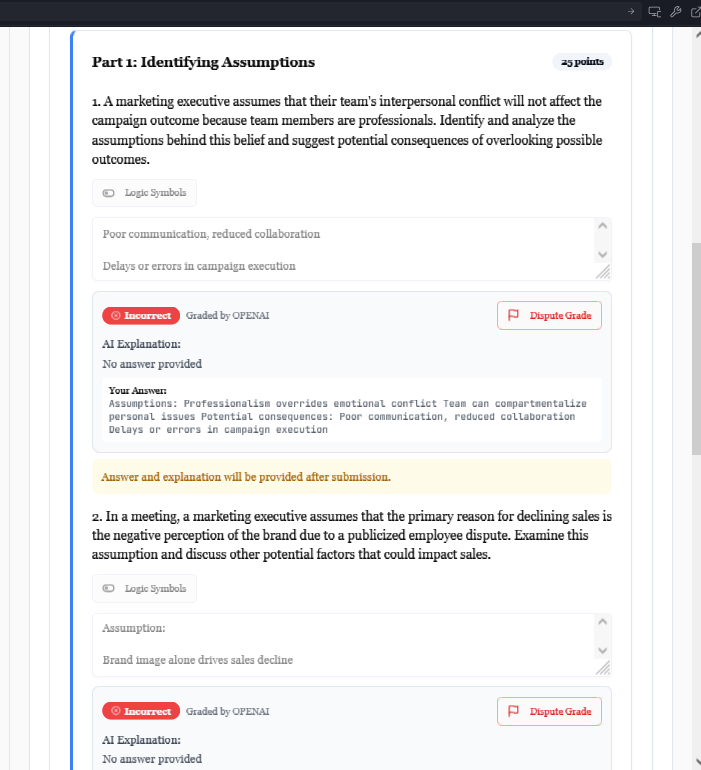 Part 1: Identifying Assumptions
25 points
1. A marketing executive assumes that their team's interpersonal conflict will not affect the
campaign outcome because team members are professionals. Identify and analyze the
assumptions behind this belief and suggest potential consequences of overlooking possible
outcomes.
Logic Symbols
Poor communication, reduced collaboration
Delays or errors in campaign execution
Incorrect
Graded by OPENAI
Dispute Grade
AI Explanation:
No answer provided
Your Answer:
Assumptions: Professionalism overrides emotional conflict Team can compartmentalize
personal issues Potential consequences: Poor communication, reduced collaboration
Delays or errors in campaign execution
Answer and explanation will be provided after submission.
2. In a meeting, a marketing executive assumes that the primary reason for declining sales is
the negative perception of the brand due to a publicized employee dispute. Examine this
assumption and discuss other potential factors that could impact sales.
Logic Symbols
Assumption:
Brand image alone drives sales decline
Incorrect
Graded by OPENAI
Dispute Grade
AI Explanation:
No answer provided